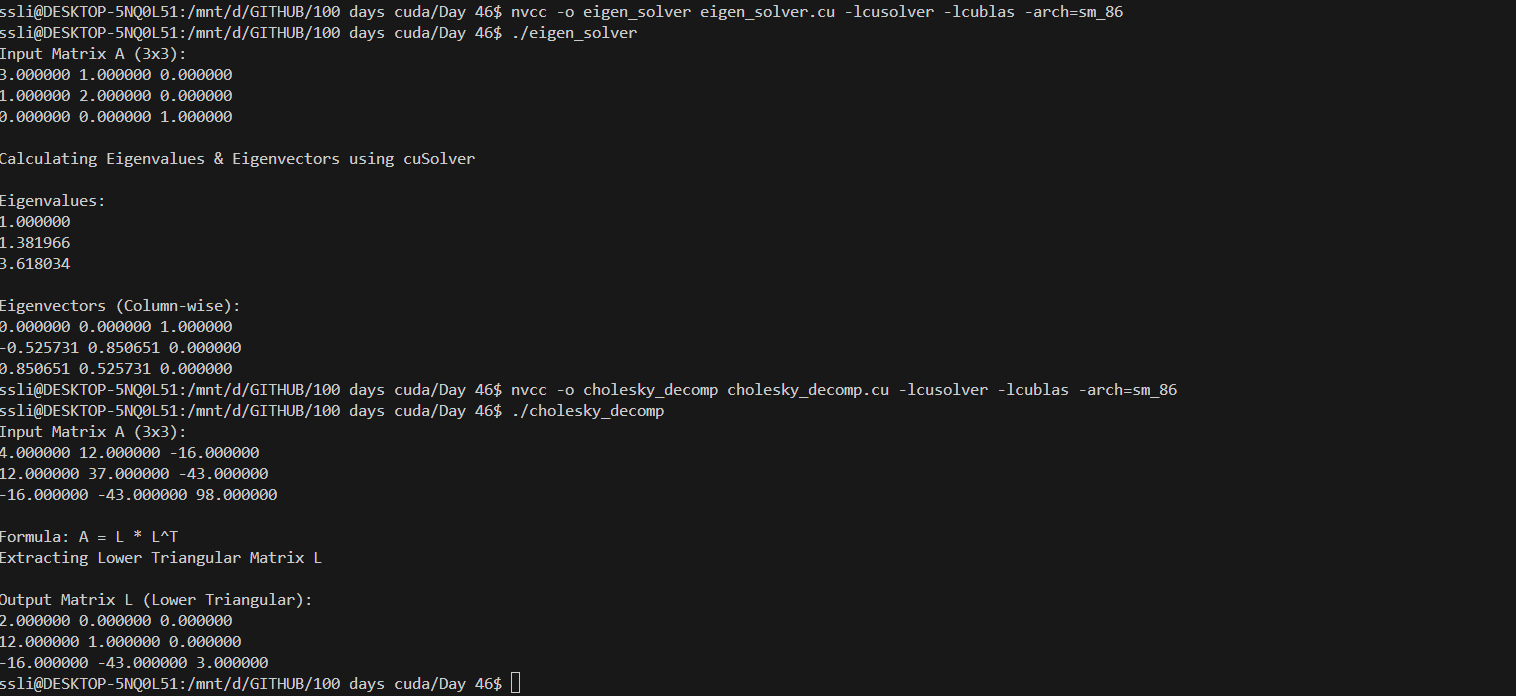 ssli@DESKTOP-5NQ0L51:/mnt/d/GITHUB/100 days cuda/Day 46$ nvcc -o eigen_solver eigen_solver.cu -lcusolver -lcublas -arch=sm_86
ssli@DESKTOP-5NQ0L51:/mnt/d/GITHUB/100 days cuda/Day 46$ ./eigen_solver
Input Matrix A (3x3):
3.000000 1.000000 0.000000
1.000000 2.000000 0.000000
0.000000 0.000000 1.000000
Calculating Eigenvalues & Eigenvectors using cuSolver
Eigenvalues:
1.000000
1.381966
3.618034
Eigenvectors (Column-wise):
0.000000 0.000000 1.000000
-0.525731 0.850651 0.000000
0.850651 0.525731 0.000000
ssli@DESKTOP-5NQ0L51:/mnt/d/GITHUB/100 days cuda/Day 46$ nvcc -o cholesky_decomp cholesky_decomp.cu -lcusolver -lcublas -arch=sm_86
ssli@DESKTOP-5NQ0L51:/mnt/d/GITHUB/100 days cuda/Day 46$ ./cholesky_decomp
Input Matrix A (3x3):
4.000000 12.000000 -16.000000
12.000000 37.000000 -43.000000
-16.000000 -43.000000 98.000000
Formula: A = L * L^T
Extracting Lower Triangular Matrix L
Output Matrix L (Lower Triangular):
2.000000 0.000000 0.000000
12.000000 1.000000 0.000000
-16.000000 -43.000000 3.000000
ssli@DESKTOP-5NQ0L51:/mnt/d/GITHUB/100 days cuda/Day 46$